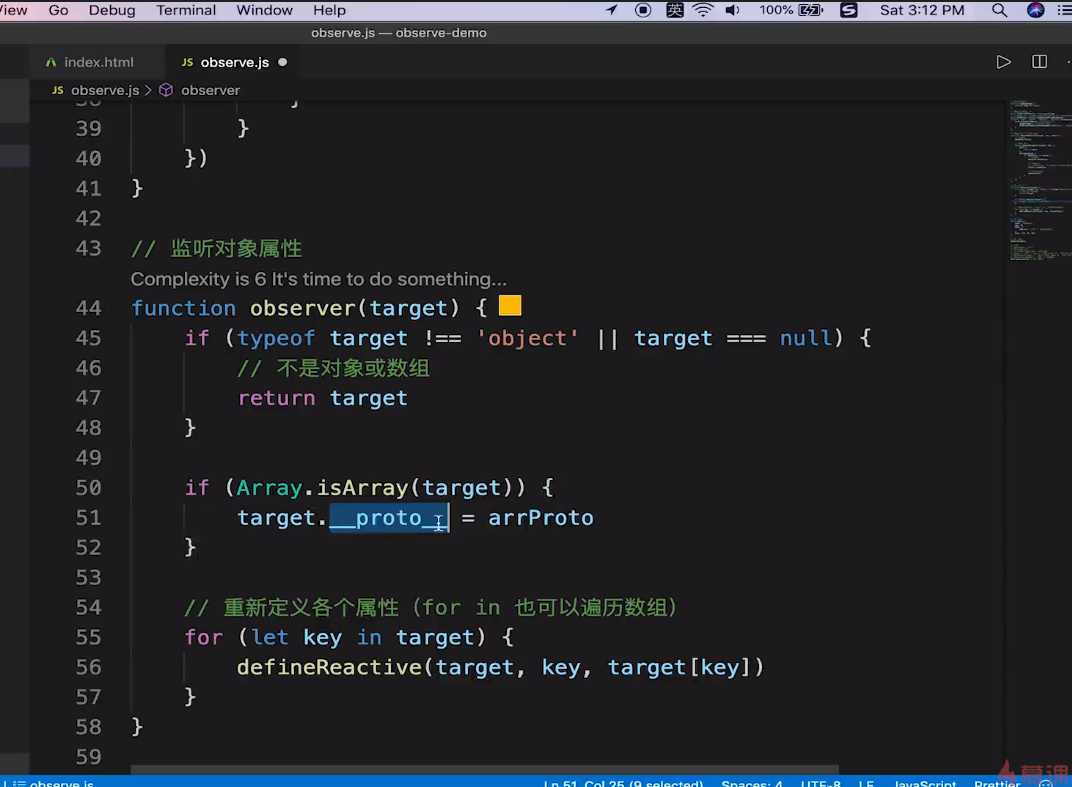 View Go Debug Terminal Window Help 英 100% Sat 3:12 PM
observe.js — observe-demo
index.html JS observe.js
JS observe.js > observer
38 }
39 }
40 })
41 }
42
43 // 监听对象属性
Complexity is 6 It's time to do something...
44 function observer(target) {
45 if (typeof target !== 'object' || target === null) {
46 // 不是对象或数组
47 return target
48 }
49
50 if (Array.isArray(target)) {
51 target.__proto__ = arrProto
52 }
53
54 // 重新定义各个属性（for in 也可以遍历数组）
55 for (let key in target) {
56 defineReactive(target, key, target[key])
57 }
58 }
59
observe.js Ln 51, Col 25 (9 selected) Spaces: 4 UTF-8 LF JavaScript Prettier
慕课